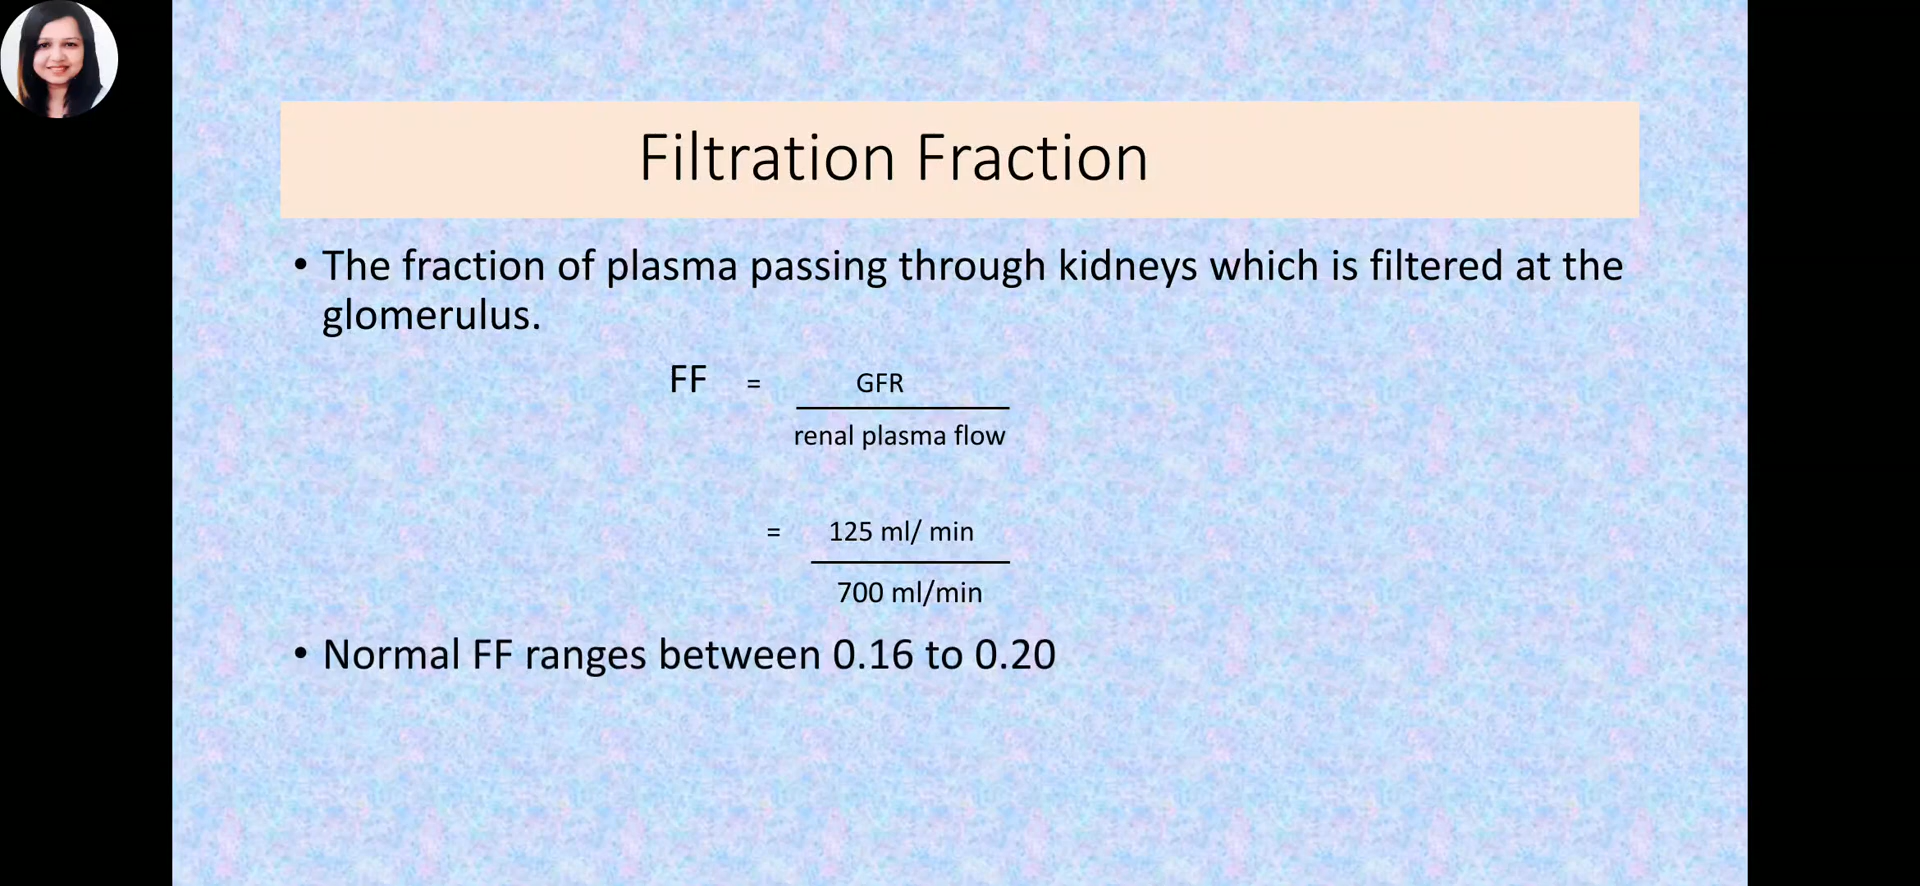 Filtration Fraction
• The fraction of plasma passing through kidneys which is filtered at the
glomerulus.
FF = GFR
renal plasma flow
= 125 ml/ min
700 ml/min
• Normal FF ranges between 0.16 to 0.20